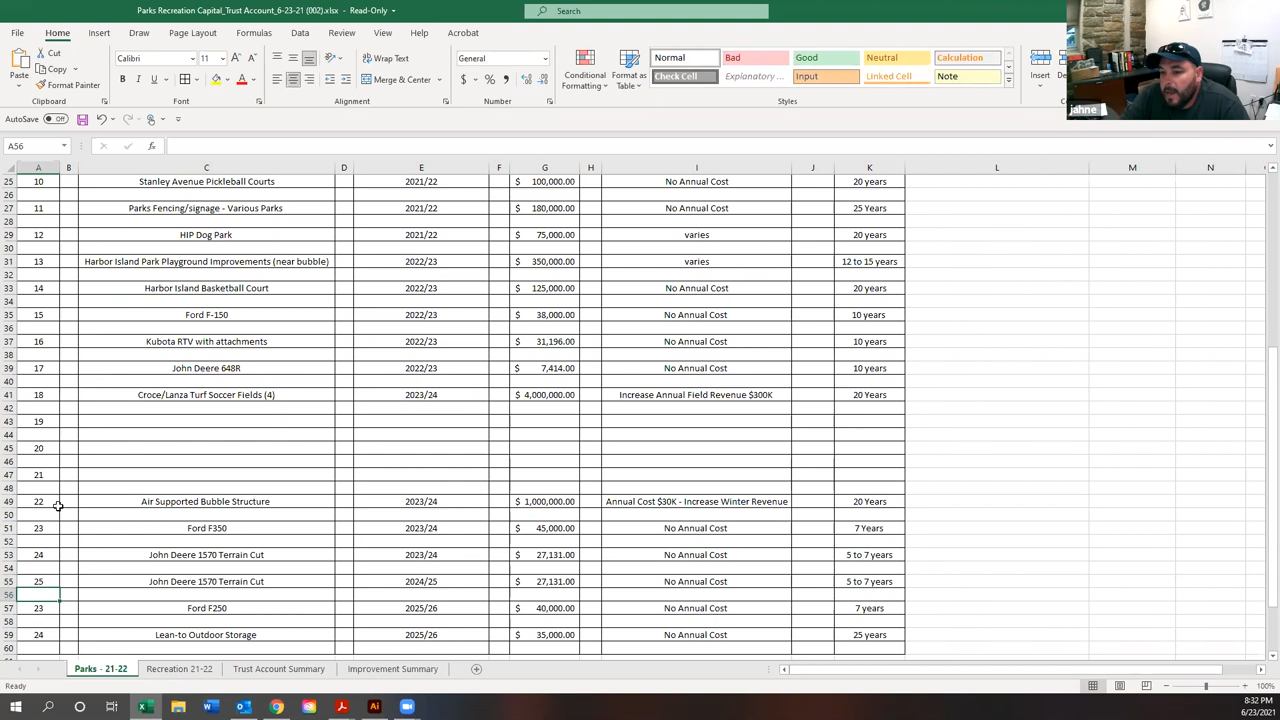 Parks Recreation Capital_Trust Account_6-23-21 (002).xlsx - Read-Only
Search
File Home Insert Draw Page Layout Formulas Data Review View Help Acrobat
Paste
Cut
Copy
Format Painter
Clipboard
Calibri 11
B I U
Font
Wrap Text
Merge & Center
Alignment
General
$ % ,
Number
Conditional Formatting
Format as Table
Normal Bad Good Neutral Calculation
Check Cell Explanatory ... Input Linked Cell Note
Styles
Insert
jahne
AutoSave Off
A56 fx
A B C D E F G H I J K L M N
25 10 Stanley Avenue Pickleball Courts 2021/22 $ 100,000.00 No Annual Cost 20 years
26
27 11 Parks Fencing/signage - Various Parks 2021/22 $ 180,000.00 No Annual Cost 25 Years
28
29 12 HIP Dog Park 2021/22 $ 75,000.00 varies 20 years
30
31 13 Harbor Island Park Playground Improvements (near bubble) 2022/23 $ 350,000.00 varies 12 to 15 years
32
33 14 Harbor Island Basketball Court 2022/23 $ 125,000.00 No Annual Cost 20 years
34
35 15 Ford F-150 2022/23 $ 38,000.00 No Annual Cost 10 years
36
37 16 Kubota RTV with attachments 2022/23 $ 31,196.00 No Annual Cost 10 years
38
39 17 John Deere 648R 2022/23 $ 7,414.00 No Annual Cost 10 years
40
41 18 Croce/Lanza Turf Soccer Fields (4) 2023/24 $ 4,000,000.00 Increase Annual Field Revenue $300K 20 Years
42
43 19
44
45 20
46
47 21
48
49 22 Air Supported Bubble Structure 2023/24 $ 1,000,000.00 Annual Cost $30K - Increase Winter Revenue 20 Years
50
51 23 Ford F350 2023/24 $ 45,000.00 No Annual Cost 7 Years
52
53 24 John Deere 1570 Terrain Cut 2023/24 $ 27,131.00 No Annual Cost 5 to 7 years
54
55 25 John Deere 1570 Terrain Cut 2024/25 $ 27,131.00 No Annual Cost 5 to 7 years
56
57 23 Ford F250 2025/26 $ 40,000.00 No Annual Cost 7 years
58
59 24 Lean-to Outdoor Storage 2025/26 $ 35,000.00 No Annual Cost 25 years
60
Parks - 21-22 Recreation 21-22 Trust Account Summary Improvement Summary
Ready
100%
8:32 PM
6/23/2021